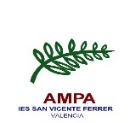 AMPA
IES SAN VICENTE FERRER
VALENCIA